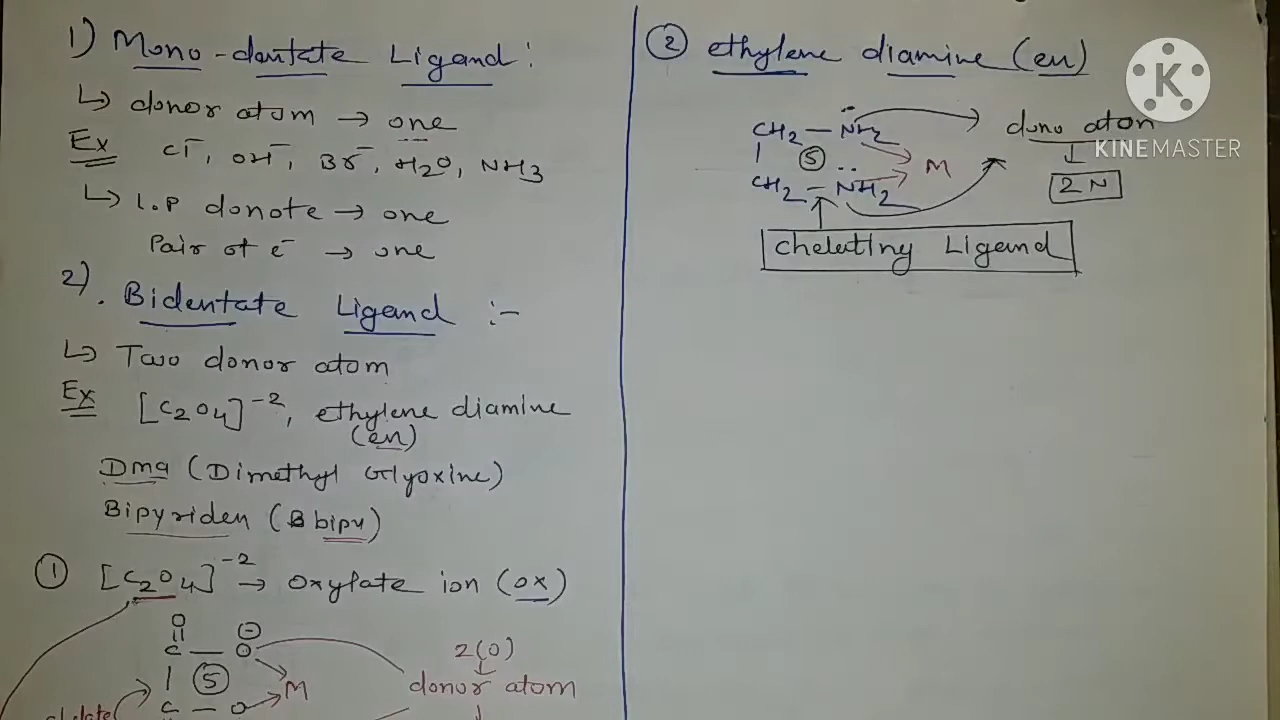 1) Mono-dentate Ligand :
↳ donor atom → one
Ex Cl⁻, OH⁻, Br⁻, H₂O, NH₃
↳ l.p donote → one
Pair of e⁻ → one
2). Bidentate Ligand :-
↳ Two donor atom
Ex [C₂O₄]⁻², ethylene diamine
(en)
Dmg (Dimethyl Glyoxine)
Bipyriden (B bipy)
① [C₂O₄]⁻² → Oxylate ion (ox)
O ⊖
|| 
C — O 2(O)
| ⑤ M ↓
donor atom
C — O ↓
② ethylene diamine (en)
CH₂ — NH₂ → dono atom
| ⑤ M ↓
CH₂ — NH₂ 2 N
Chelating Ligand
K
KINEMASTER